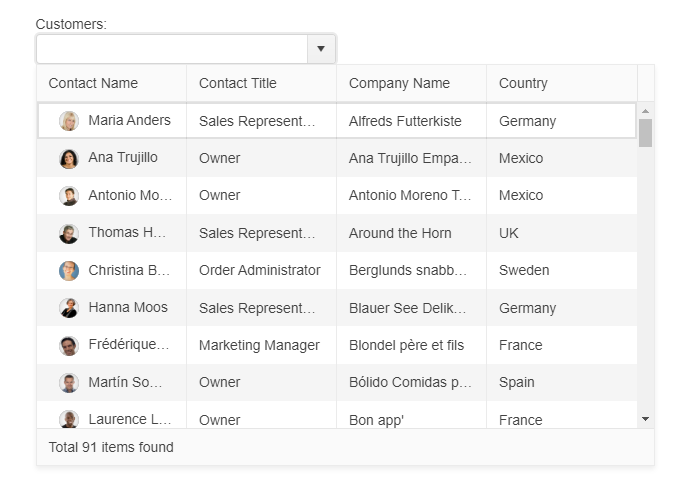 Customers:
Contact Name Contact Title Company Name Country
Maria Anders Sales Represent... Alfreds Futterkiste Germany
Ana Trujillo Owner Ana Trujillo Empa... Mexico
Antonio Mo... Owner Antonio Moreno T... Mexico
Thomas H... Sales Represent... Around the Horn UK
Christina B... Order Administrator Berglunds snabb... Sweden
Hanna Moos Sales Represent... Blauer See Delik... Germany
Frédérique... Marketing Manager Blondel père et fils France
Martín So... Owner Bólido Comidas p... Spain
Laurence L... Owner Bon app' France
Total 91 items found